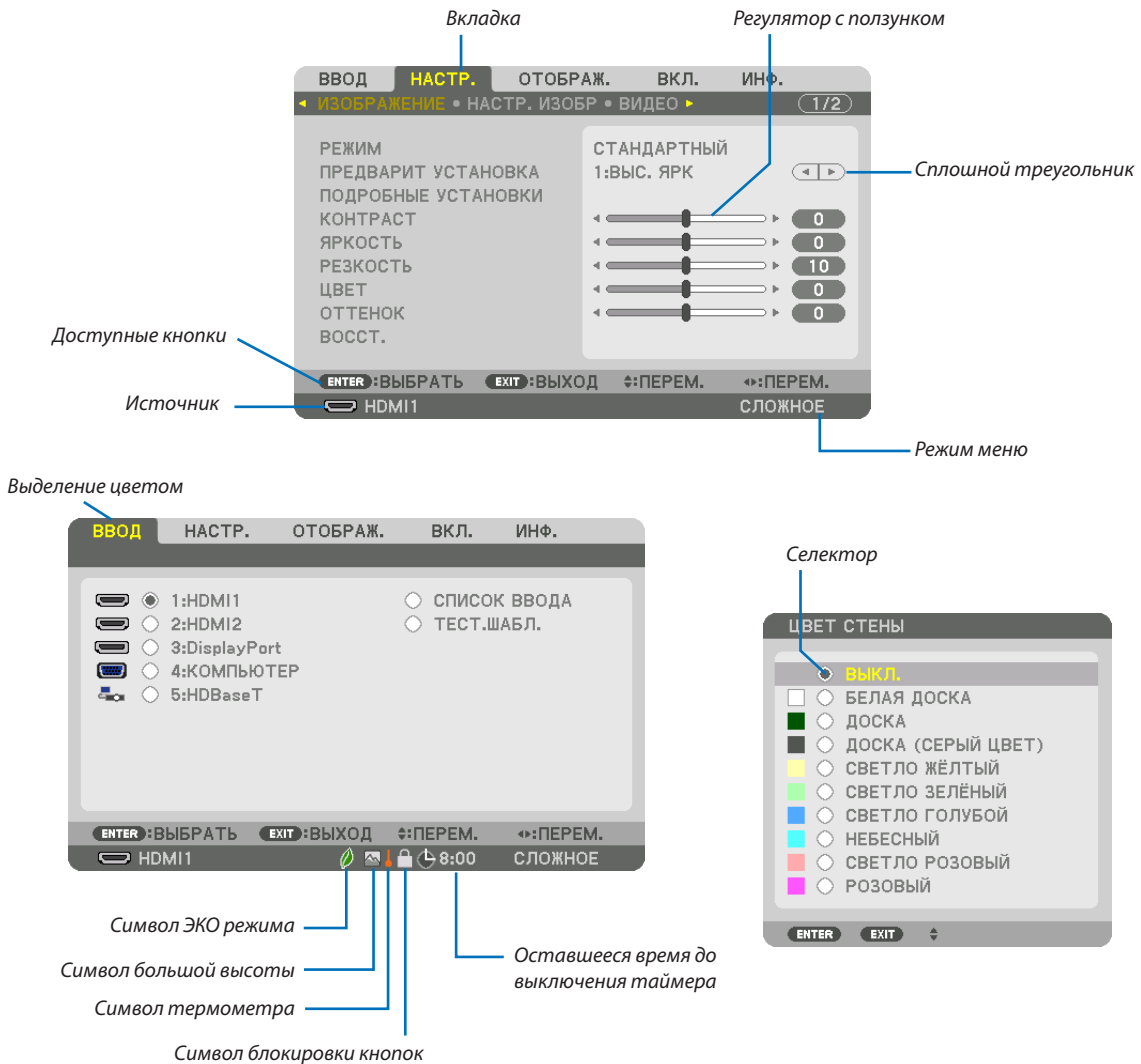 Вкладка
Регулятор с ползунком
ВВОД НАСТР. ОТОБРАЖ. ВКЛ. ИНФ.
ИЗОБРАЖЕНИЕ • НАСТР. ИЗОБР • ВИДЕО 1/2
РЕЖИМ СТАНДАРТНЫЙ
ПРЕДВАРИТ УСТАНОВКА 1:ВЫС. ЯРК
Сплошной треугольник
ПОДРОБНЫЕ УСТАНОВКИ
КОНТРАСТ 0
ЯРКОСТЬ 0
РЕЗКОСТЬ 10
ЦВЕТ 0
ОТТЕНОК 0
ВОССТ.
Доступные кнопки
ENTER:ВЫБРАТЬ EXIT:ВЫХОД :ПЕРЕМ. :ПЕРЕМ.
Источник
HDMI1 СЛОЖНОЕ
Режим меню
Выделение цветом
ВВОД НАСТР. ОТОБРАЖ. ВКЛ. ИНФ.
1:HDMI1 СПИСОК ВВОДА
2:HDMI2 ТЕСТ.ШАБЛ.
3:DisplayPort
4:КОМПЬЮТЕР
5:HDBaseT
ENTER:ВЫБРАТЬ EXIT:ВЫХОД :ПЕРЕМ. :ПЕРЕМ.
HDMI1 8:00 СЛОЖНОЕ
Символ ЭКО режима
Символ большой высоты
Символ термометра
Символ блокировки кнопок
Оставшееся время до
выключения таймера
Селектор
ЦВЕТ СТЕНЫ
ВЫКЛ.
БЕЛАЯ ДОСКА
ДОСКА
ДОСКА (СЕРЫЙ ЦВЕТ)
СВЕТЛО ЖЁЛТЫЙ
СВЕТЛО ЗЕЛЁНЫЙ
СВЕТЛО ГОЛУБОЙ
НЕБЕСНЫЙ
СВЕТЛО РОЗОВЫЙ
РОЗОВЫЙ
ENTER EXIT